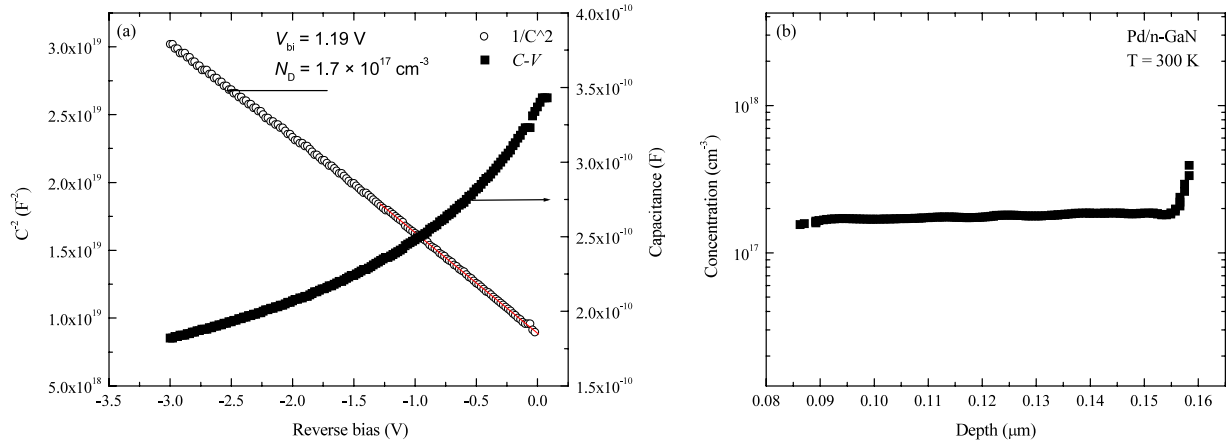 (a)
V_bi = 1.19 V
N_D = 1.7 × 10^17 cm^-3
1/C^2
C-V
3.0x10^19
2.5x10^19
2.0x10^19
1.5x10^19
1.0x10^19
5.0x10^18
C^-2 (F^-2)
4.0x10^-10
3.5x10^-10
3.0x10^-10
2.5x10^-10
2.0x10^-10
1.5x10^-10
Capacitance (F)
-3.5 -3.0 -2.5 -2.0 -1.5 -1.0 -0.5 0.0
Reverse bias (V)
(b)
Pd/n-GaN
T = 300 K
10^18
10^17
Concentration (cm^-3)
0.08 0.09 0.10 0.11 0.12 0.13 0.14 0.15 0.16
Depth (μm)